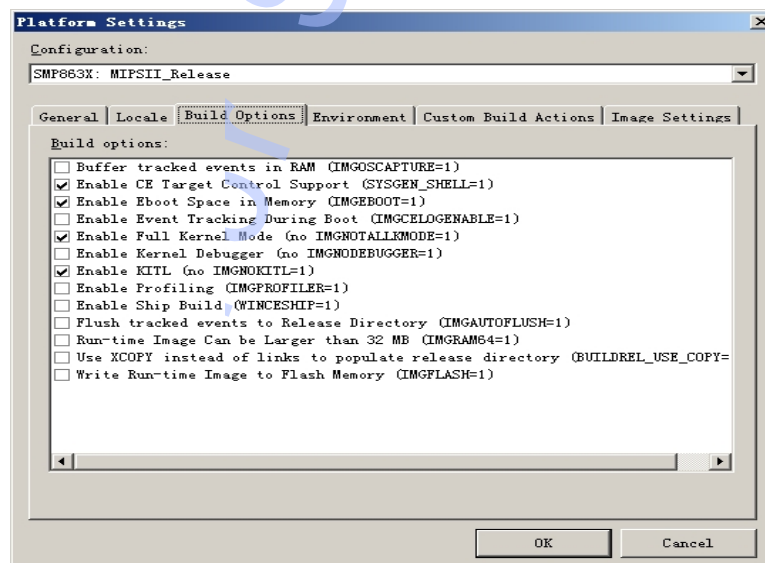 Platform Settings
Configuration:
SMP863X: MIPSII_Release
General Locale Build Options Environment Custom Build Actions Image Settings
Build options:
Buffer tracked events in RAM (IMGOSCAPTURE=1)
Enable CE Target Control Support (SYSGEN_SHELL=1)
Enable Eboot Space in Memory (IMGEBOOT=1)
Enable Event Tracking During Boot (IMGCELOGENABLE=1)
Enable Full Kernel Mode (no IMGNOTALLKMODE=1)
Enable Kernel Debugger (no IMGNODEBUGGER=1)
Enable KITL (no IMGNOKITL=1)
Enable Profiling (IMGPROFILER=1)
Enable Ship Build (WINCESHIP=1)
Flush tracked events to Release Directory (IMGAUTOFLUSH=1)
Run-time Image Can be Larger than 32 MB (IMGRAM64=1)
Use XCOPY instead of links to populate release directory (BUILDREL_USE_COPY=
Write Run-time Image to Flash Memory (IMGFLASH=1)
OK Cancel